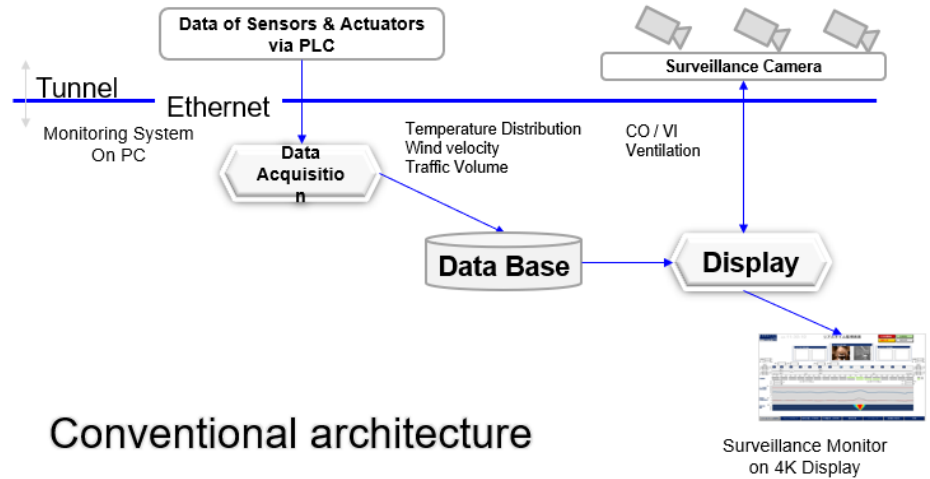 Data of Sensors & Actuators
via PLC
Surveillance Camera
Tunnel
Ethernet
Monitoring System
On PC
Data
Acquisitio
n
Temperature Distribution
Wind velocity
Traffic Volume
CO / VI
Ventilation
Data Base
Display
Conventional architecture
Surveillance Monitor
on 4K Display